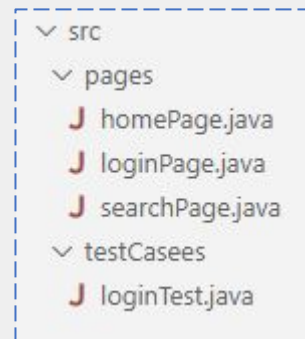 src
pages
J homePage.java
J loginPage.java
J searchPage.java
testCasees
J loginTest.java